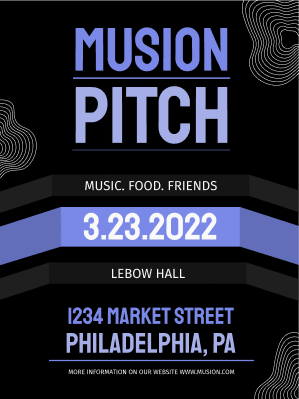 MUSION
PITCH
MUSIC. FOOD. FRIENDS
3.23.2022
LEBOW HALL
1234 MARKET STREET
PHILADELPHIA, PA
MORE INFORMATION ON OUR WEBSITE WWW.MUSION.COM